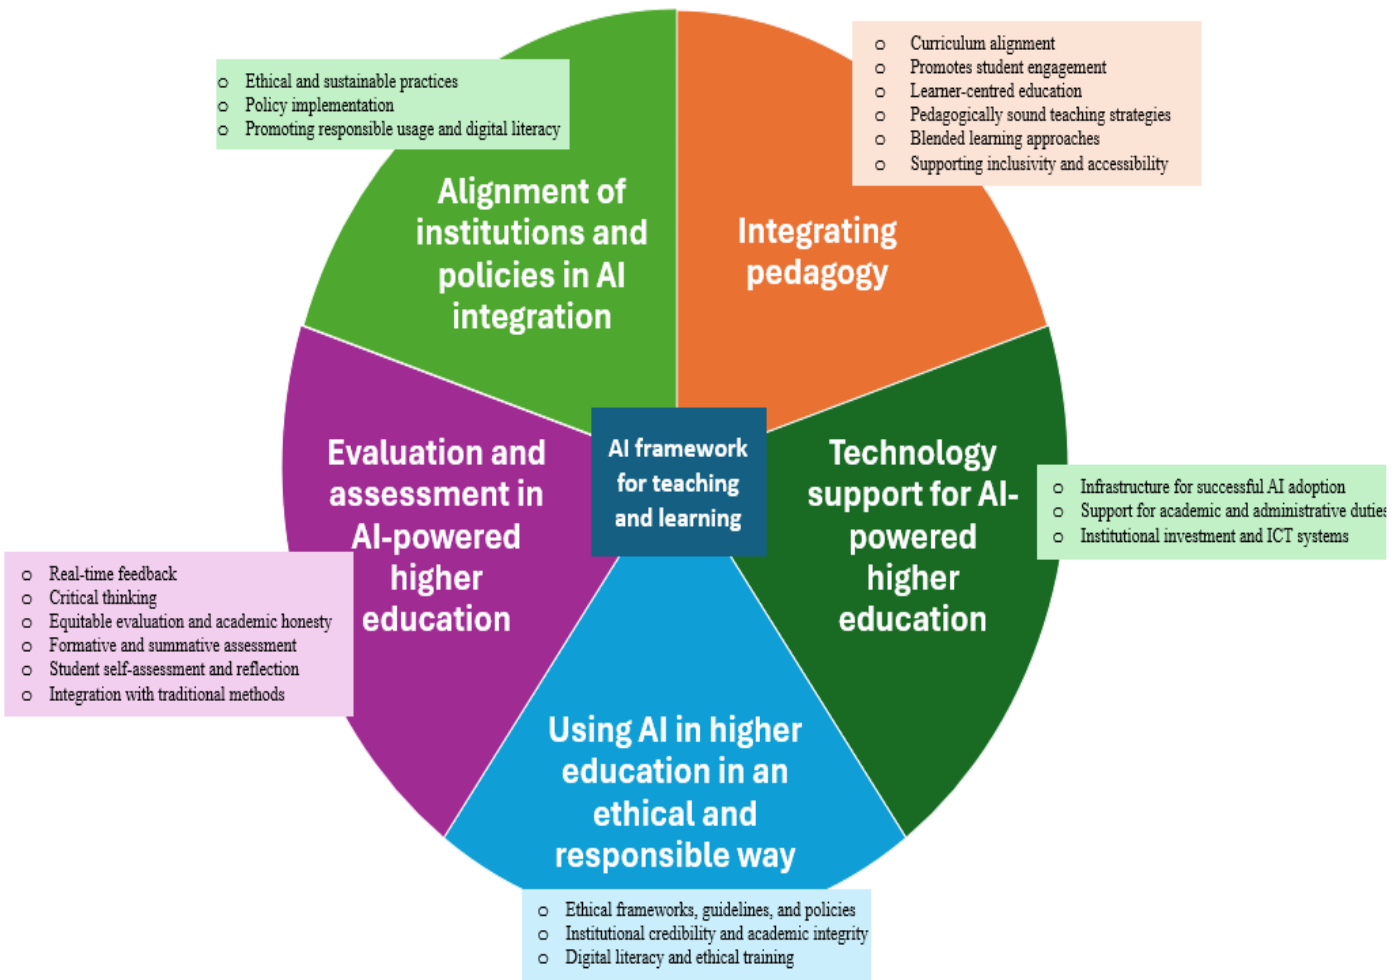 o Ethical and sustainable practices
o Policy implementation
o Promoting responsible usage and digital literacy
Alignment of
institutions and
policies in AI
integration
o Curriculum alignment
o Promotes student engagement
o Learner-centred education
o Pedagogically sound teaching strategies
o Blended learning approaches
o Supporting inclusivity and accessibility
Integrating
pedagogy
AI framework
for teaching
and learning
Technology
support for AI-
powered
higher
education
o Infrastructure for successful AI adoption
o Support for academic and administrative duties
o Institutional investment and ICT systems
Evaluation and
assessment in
AI-powered
higher
education
o Real-time feedback
o Critical thinking
o Equitable evaluation and academic honesty
o Formative and summative assessment
o Student self-assessment and reflection
o Integration with traditional methods
Using AI in higher
education in an
ethical and
responsible way
o Ethical frameworks, guidelines, and policies
o Institutional credibility and academic integrity
o Digital literacy and ethical training